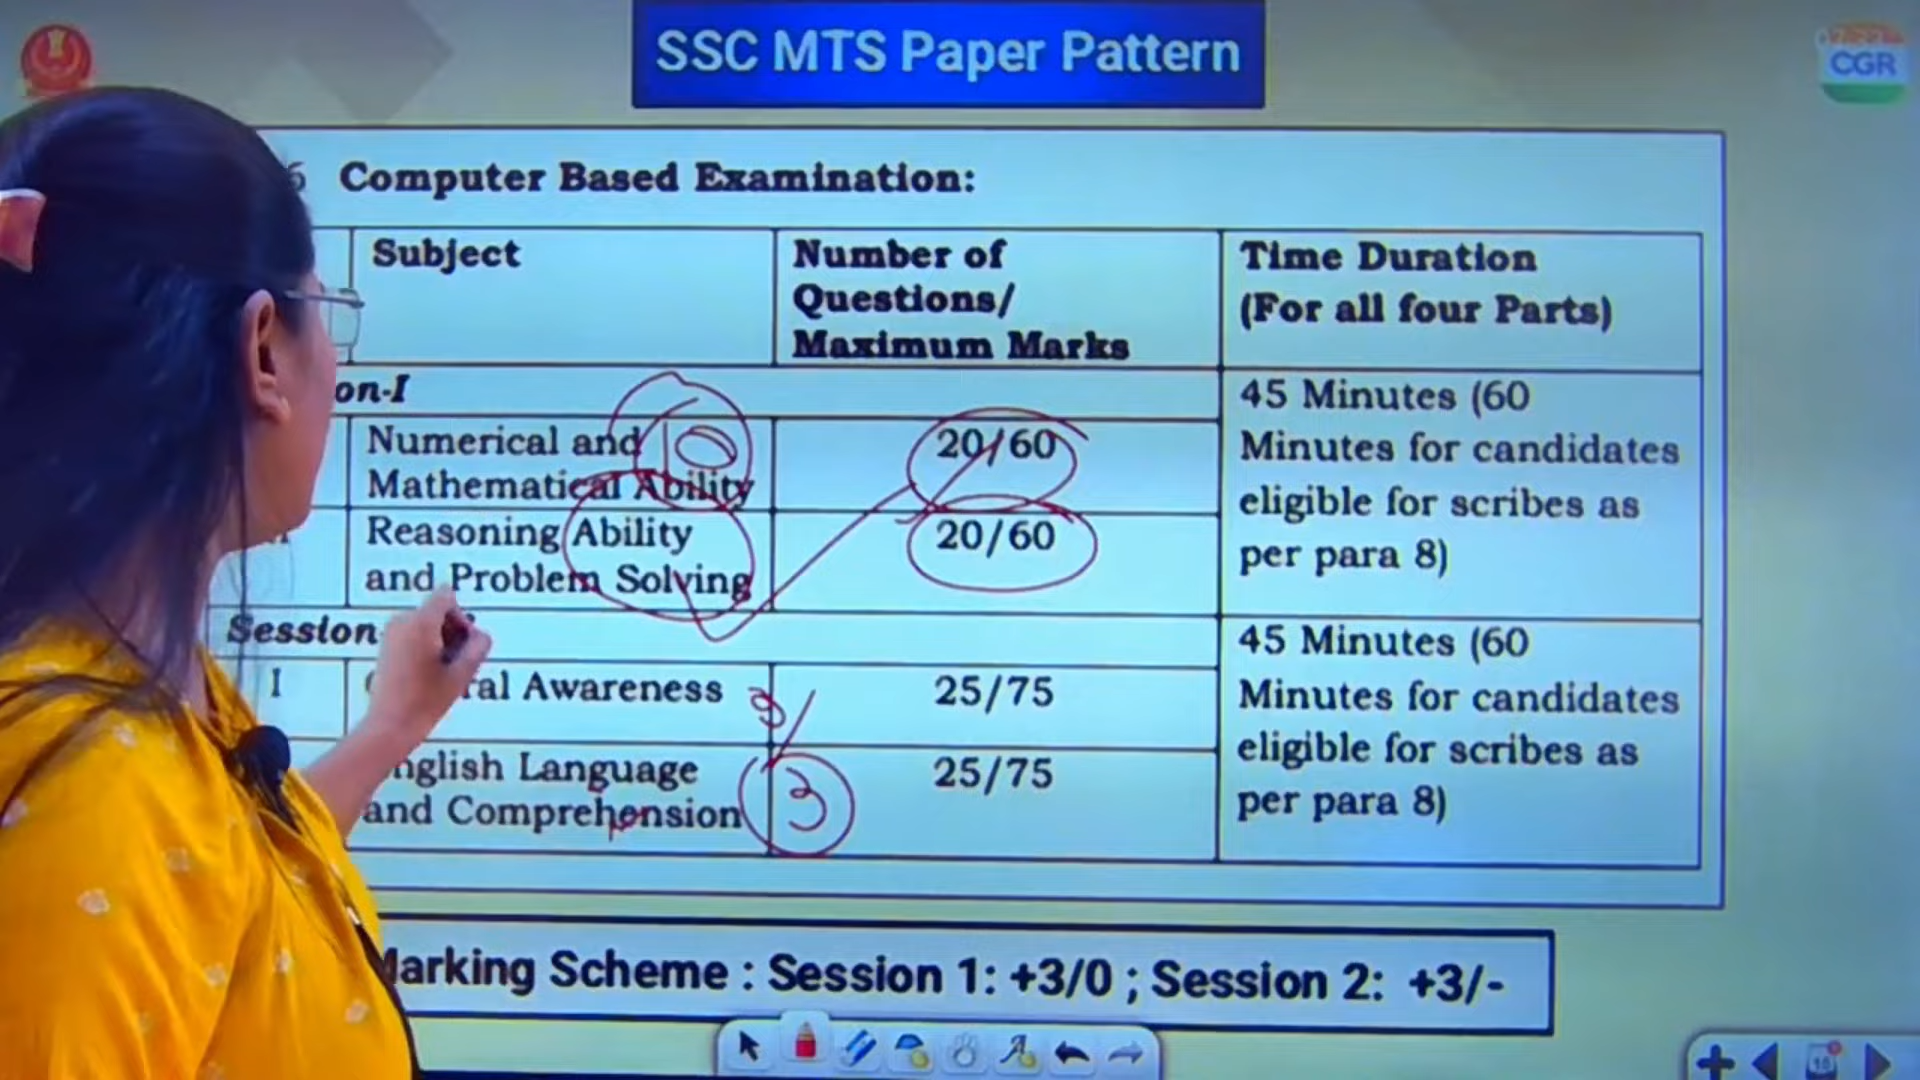 SSC MTS Paper Pattern
CGR
6 Computer Based Examination:
Subject
Number of
Questions/
Maximum Marks
Time Duration
(For all four Parts)
on-I
Numerical and
Mathematical Ability
10
20/60
45 Minutes (60
Minutes for candidates
eligible for scribes as
per para 8)
Reasoning Ability
and Problem Solving
20/60
Session
I
ral Awareness
25/75
45 Minutes (60
Minutes for candidates
eligible for scribes as
per para 8)
nglish Language
and Comprehension
3
25/75
Marking Scheme : Session 1: +3/0 ; Session 2: +3/-